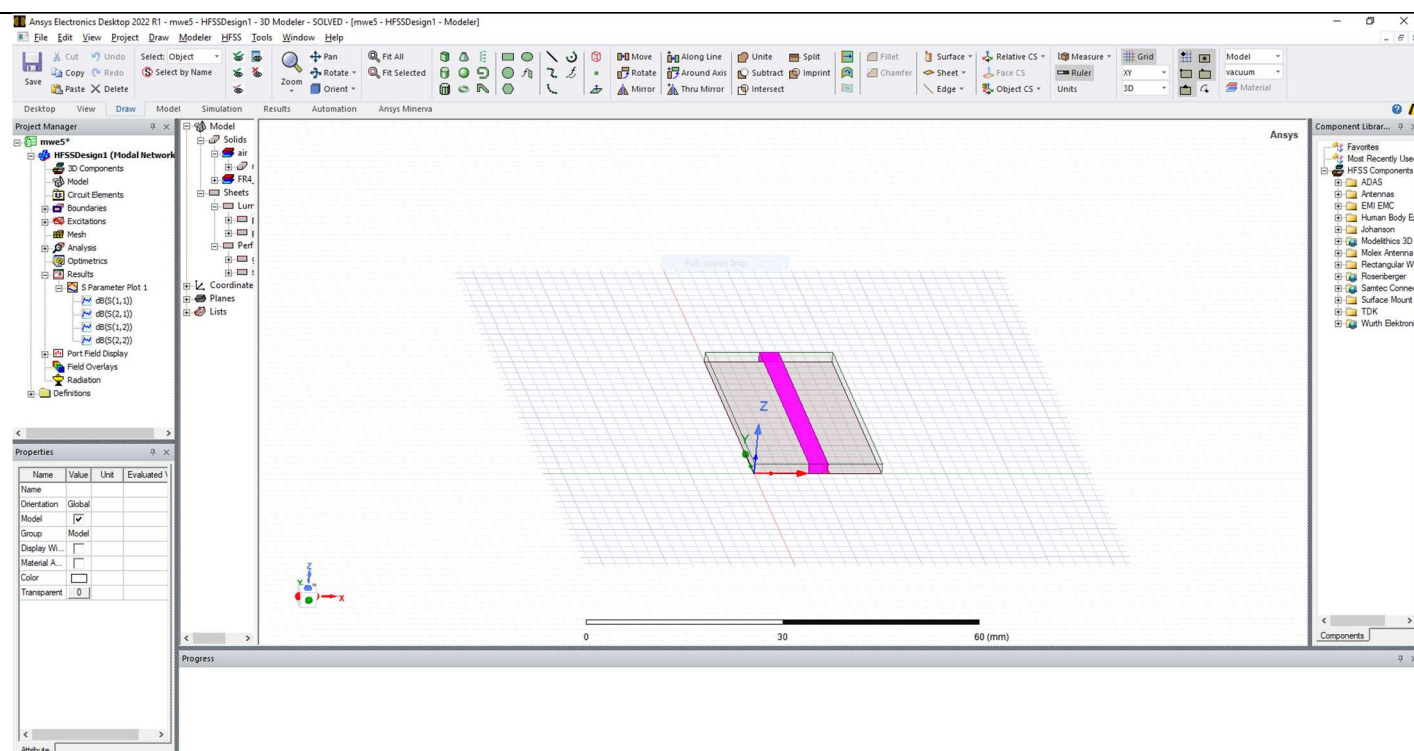 Ansys Electronics Desktop 2022 R1 - mwe5 - HFSSDesign1 - 3D Modeler - SOLVED - [mwe5 - HFSSDesign1 - Modeler]
File Edit View Project Draw Modeler HFSS Tools Window Help
Save
Cut Undo
Copy Redo
Paste Delete
Select: Object
Select by Name
Zoom
Pan
Rotate
Orient
Fit All
Fit Selected
Move Along Line
Rotate Around Axis
Mirror Thru Mirror
Unite Split
Subtract Imprint
Intersect
Fillet
Chamfer
Surface
Sheet
Edge
Relative CS
Face CS
Object CS
Measure
Ruler
Units
Grid
XY
3D
Model
vacuum
Material
Desktop View Draw Model Simulation Results Automation Ansys Minerva
Project Manager
mwe5*
HFSSDesign1 (Modal Network
3D Components
Model
Circuit Elements
Boundaries
Excitations
Mesh
Analysis
Optimetrics
Results
S Parameter Plot 1
dB(S(1,1))
dB(S(2,1))
dB(S(1,2))
dB(S(2,2))
Port Field Display
Field Overlays
Radiation
Definitions
Model
Solids
air
FR4_
Sheets
Lum
Perf
Coordinate
Planes
Lists
Ansys
Full-screen Snip
Z
Y
Z
Y
X
0 30 60 (mm)
Component Librar...
Favorites
Most Recently Use
HFSS Components
ADAS
Antennas
EMI EMC
Human Body E
Johanson
Modelithics 3D
Molex Antenna
Rectangular W
Rosenberger
Samtec Connec
Surface Mount
TDK
Wurth Elektroni
Components
Properties
Name Value Unit Evaluated V
Name
Orientation Global
Model
Group Model
Display Wi...
Material A...
Color
Transparent 0
Attribute
Progress